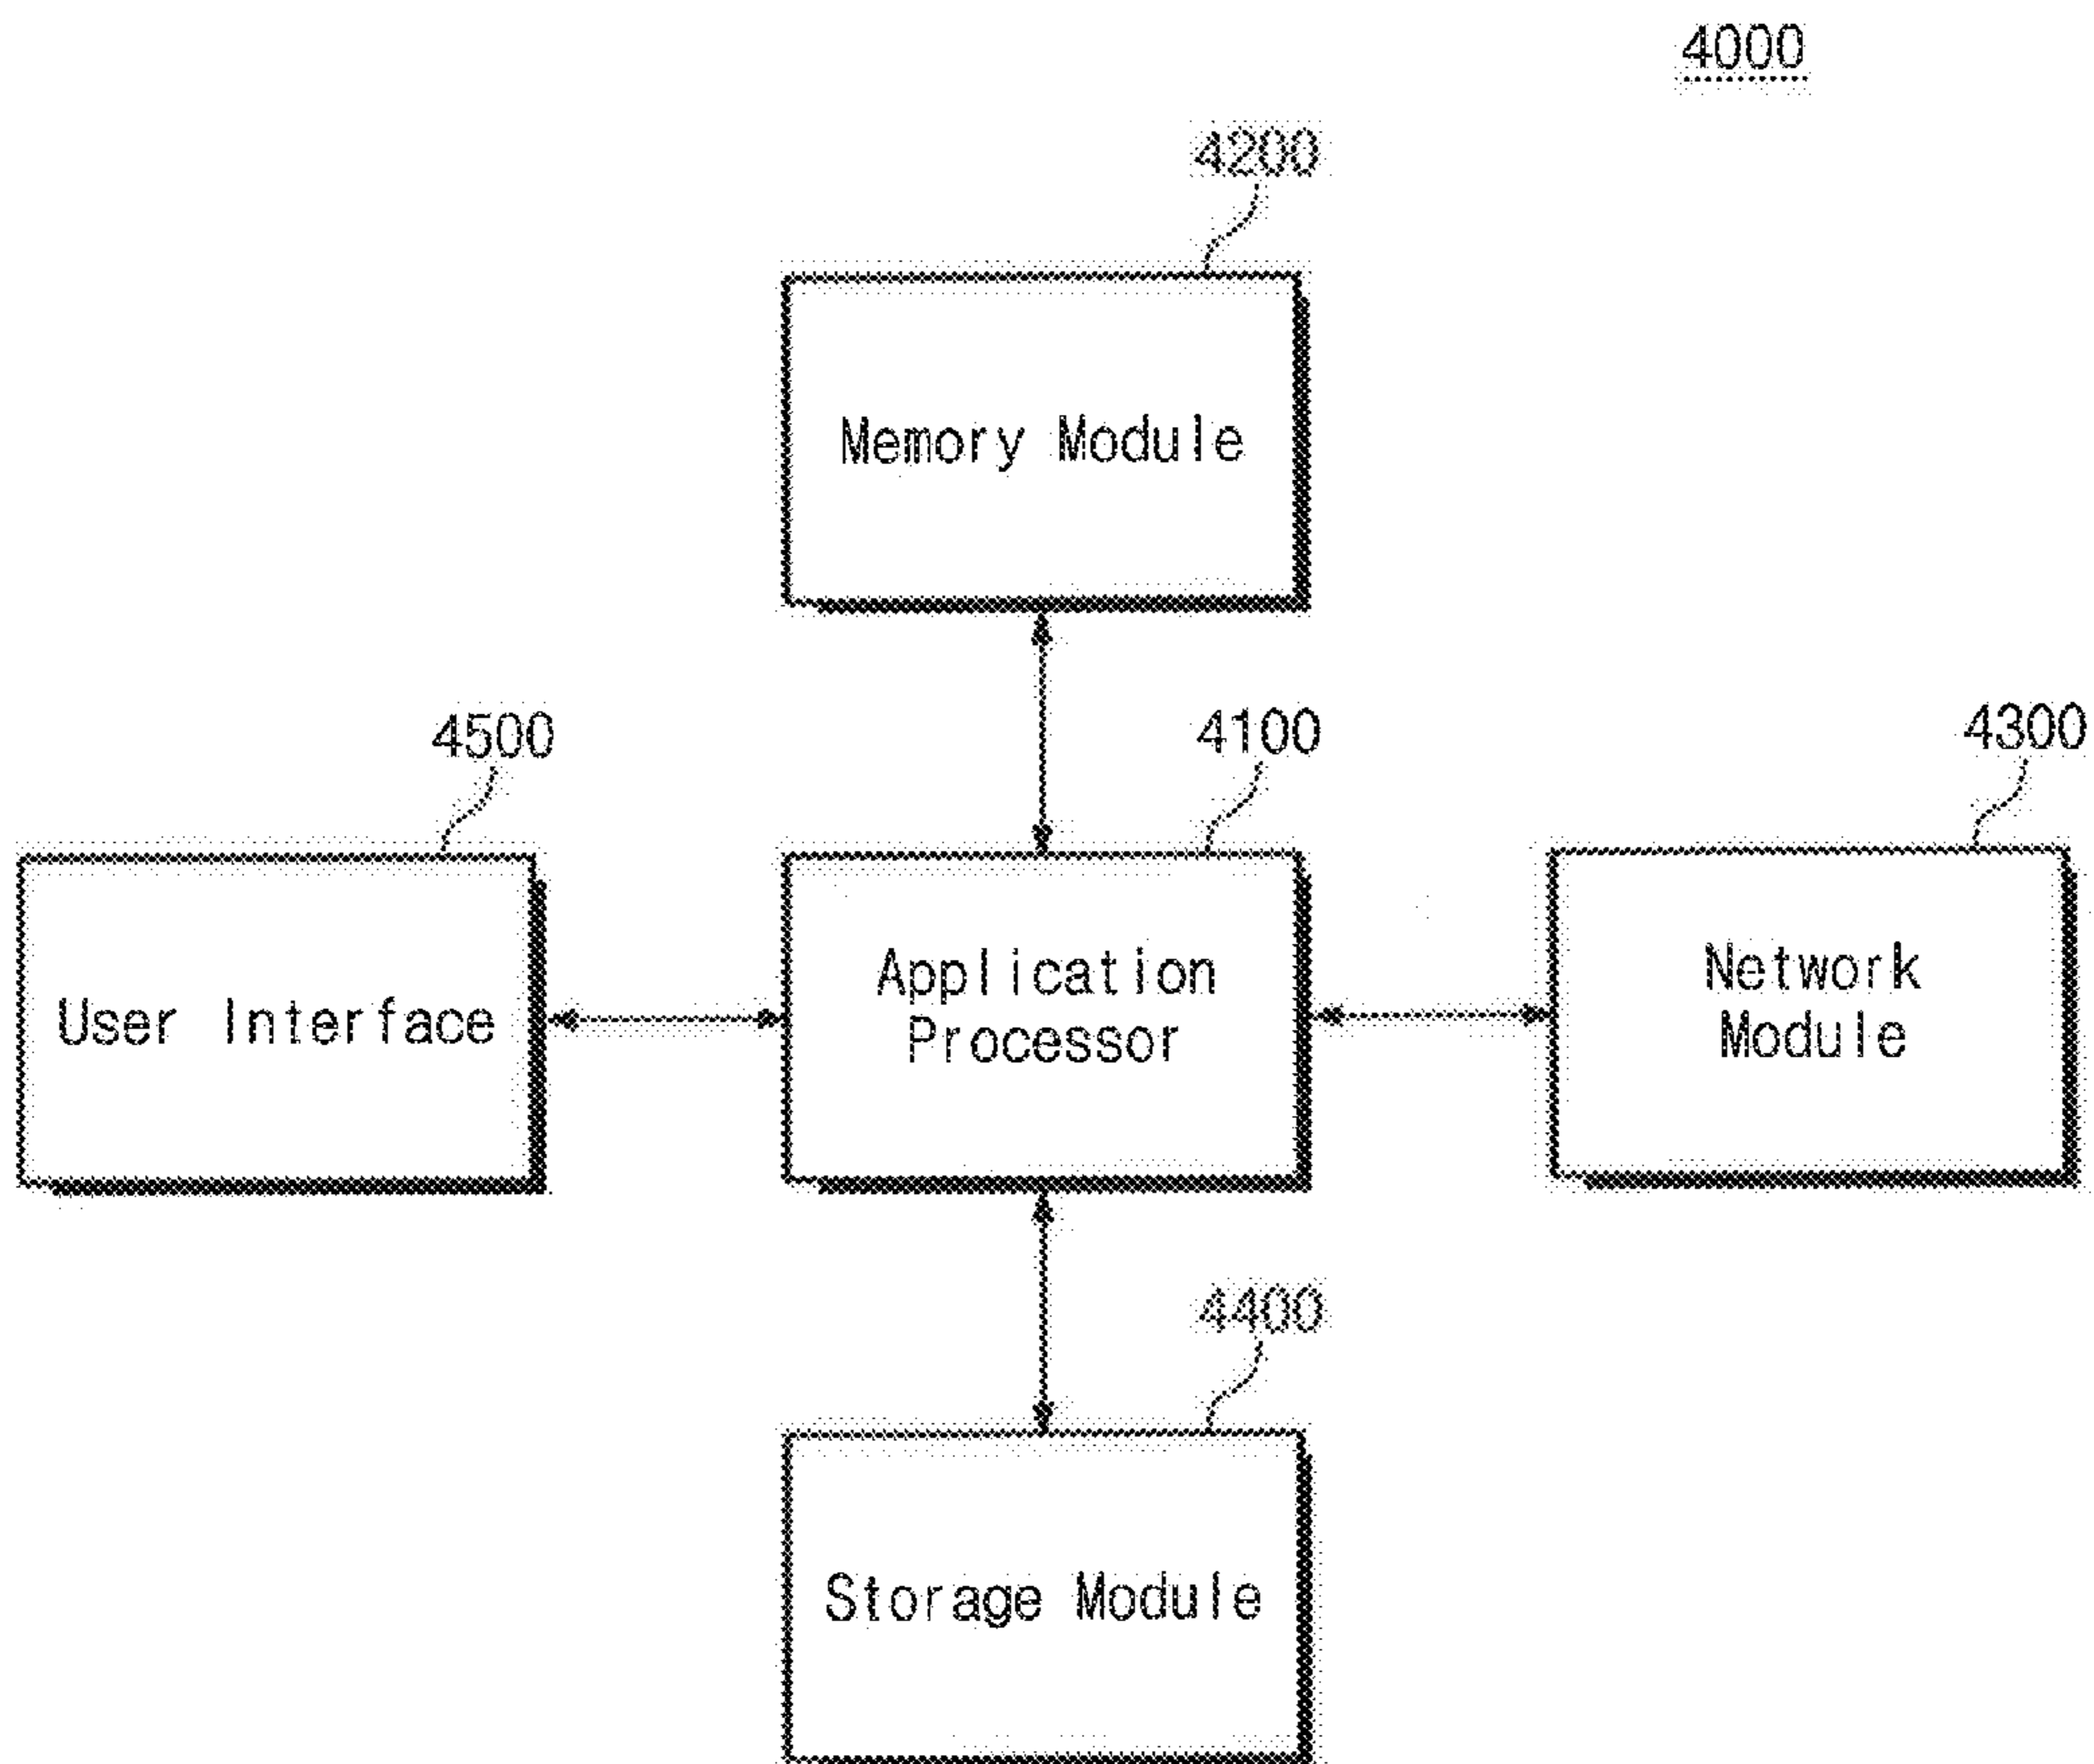 4000
4200
Memory Module
4500
4100
4300
User Interface
Application
Processor
Network
Module
4400
Storage Module